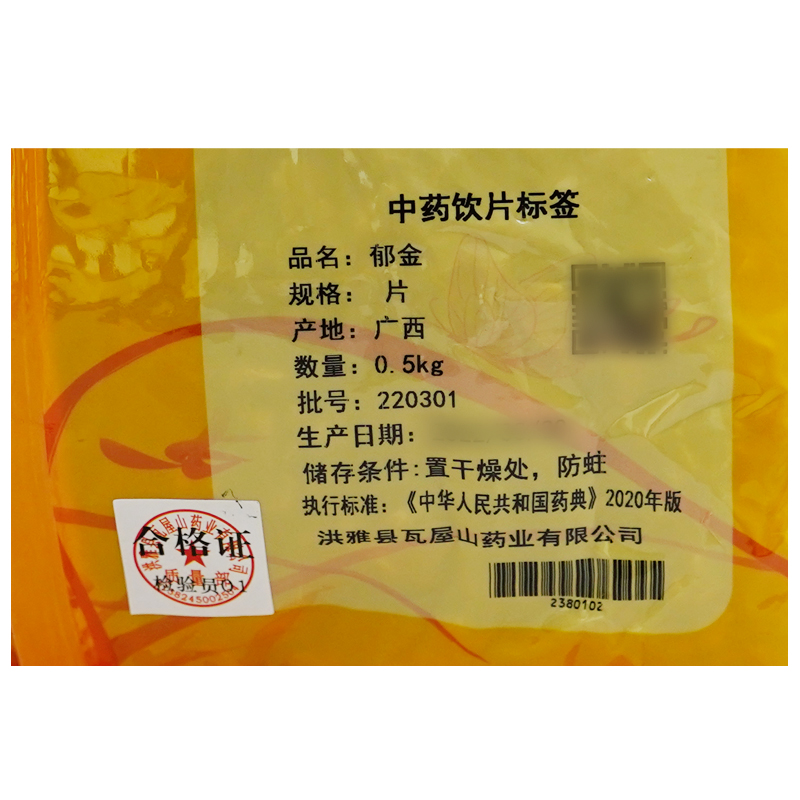 中药饮片标签
品名：郁金
规格：片
产地：广西
数量：0.5kg
批号：220301
生产日期：
储存条件：置干燥处，防蛀
执行标准：《中华人民共和国药典》2020年版
洪雅县瓦屋山药业有限公司
2380102
合格证
检验员01
质量部